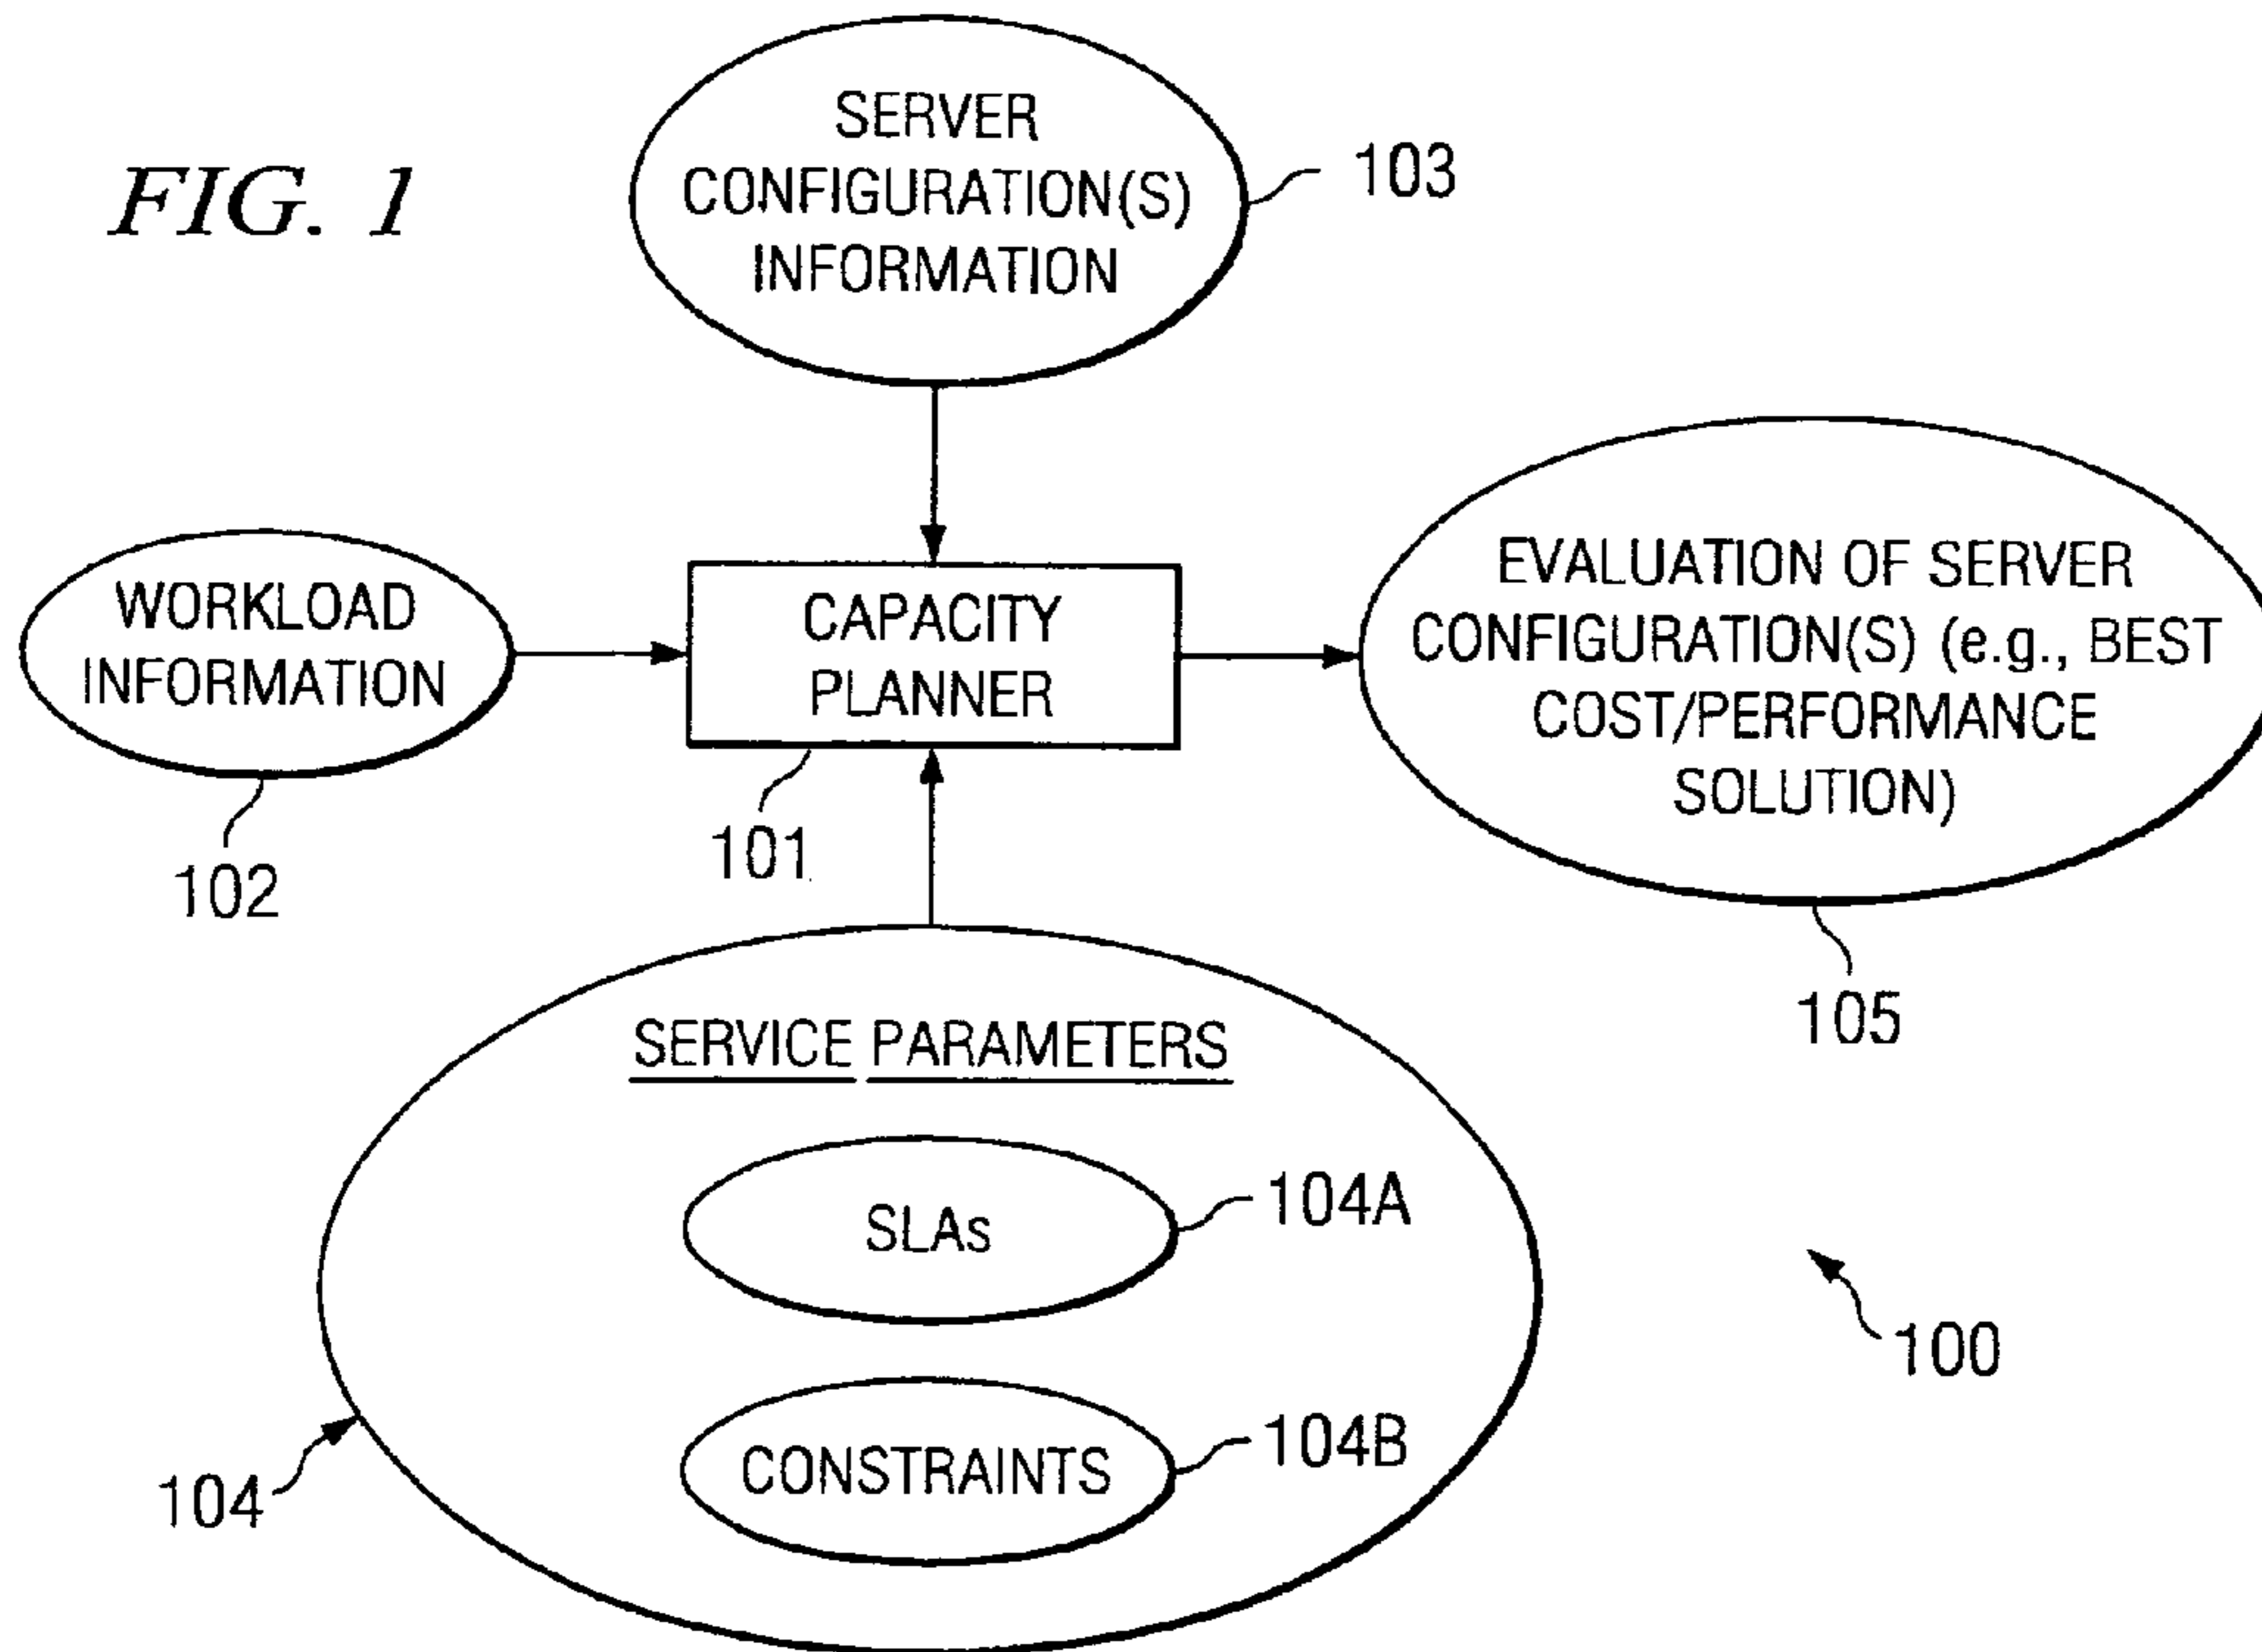 FIG. 1
SERVER
CONFIGURATION(S)
INFORMATION
103
WORKLOAD
INFORMATION
102
CAPACITY
PLANNER
101
EVALUATION OF SERVER
CONFIGURATION(S) (e.g., BEST
COST/PERFORMANCE
SOLUTION)
105
SERVICE PARAMETERS
SLAs
104A
CONSTRAINTS
104B
104
100